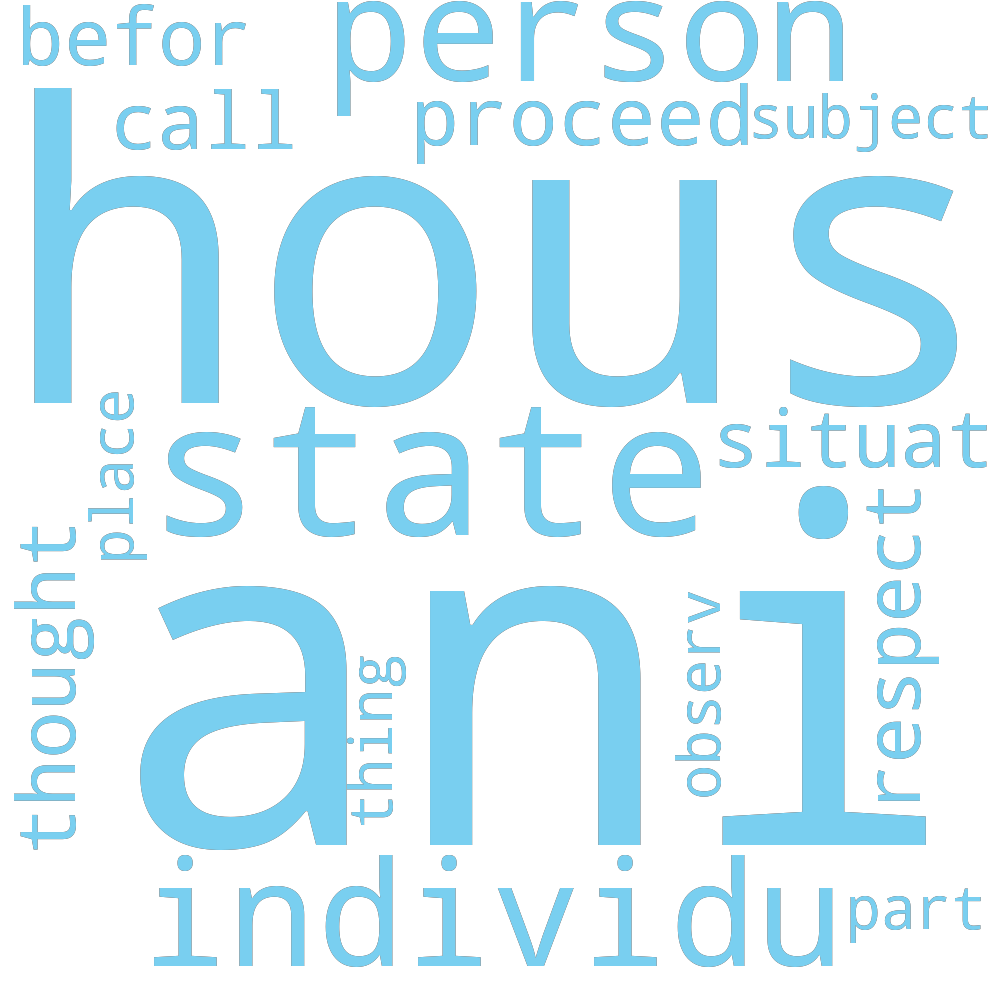 befor
person
call
proceed
subject
hous
place
state
situat
thought
respect
ani
thing
observ
individu
part